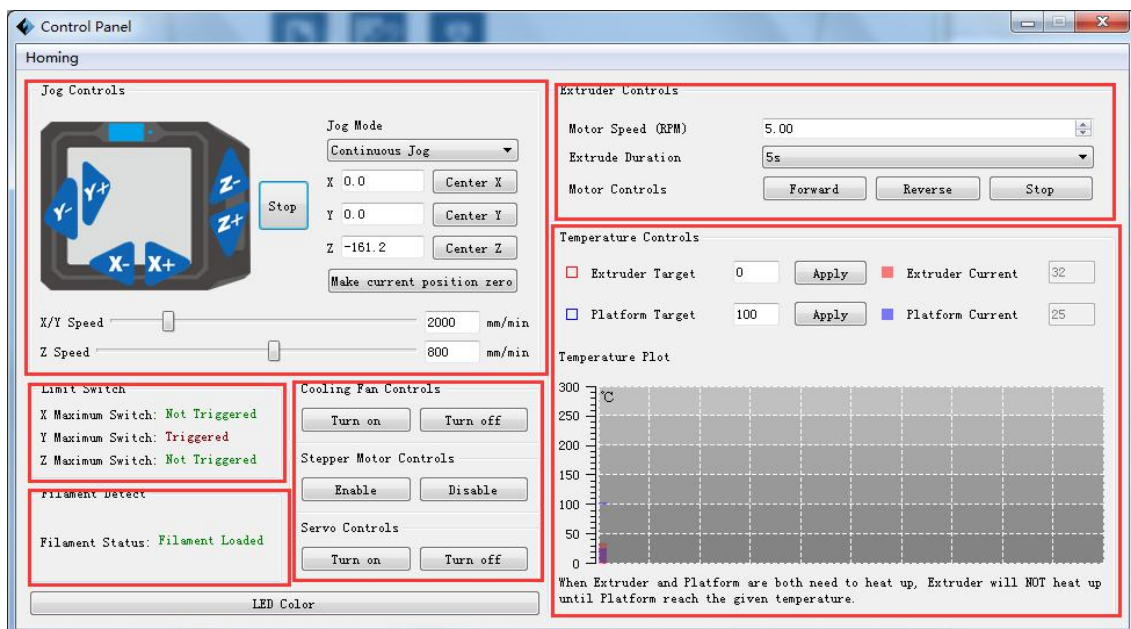 Control Panel
Homing
Jog Controls
Y-
Y+
Z-
Z+
X-
X+
Stop
Jog Mode
Continuous Jog
X 0.0 Center X
Y 0.0 Center Y
Z -161.2 Center Z
Make current position zero
X/Y Speed 2000 mm/min
Z Speed 800 mm/min
Limit Switch
X Maximum Switch: Not Triggered
Y Maximum Switch: Triggered
Z Maximum Switch: Not Triggered
Filament Detect
Filament Status: Filament Loaded
Cooling Fan Controls
Turn on Turn off
Stepper Motor Controls
Enable Disable
Servo Controls
Turn on Turn off
LED Color
Extruder Controls
Motor Speed (RPM) 5.00
Extrude Duration 5s
Motor Controls Forward Reverse Stop
Temperature Controls
Extruder Target 0 Apply Extruder Current 32
Platform Target 100 Apply Platform Current 25
Temperature Plot
300
°C
250
200
150
100
50
0
When Extruder and Platform are both need to heat up, Extruder will NOT heat up
until Platform reach the given temperature.